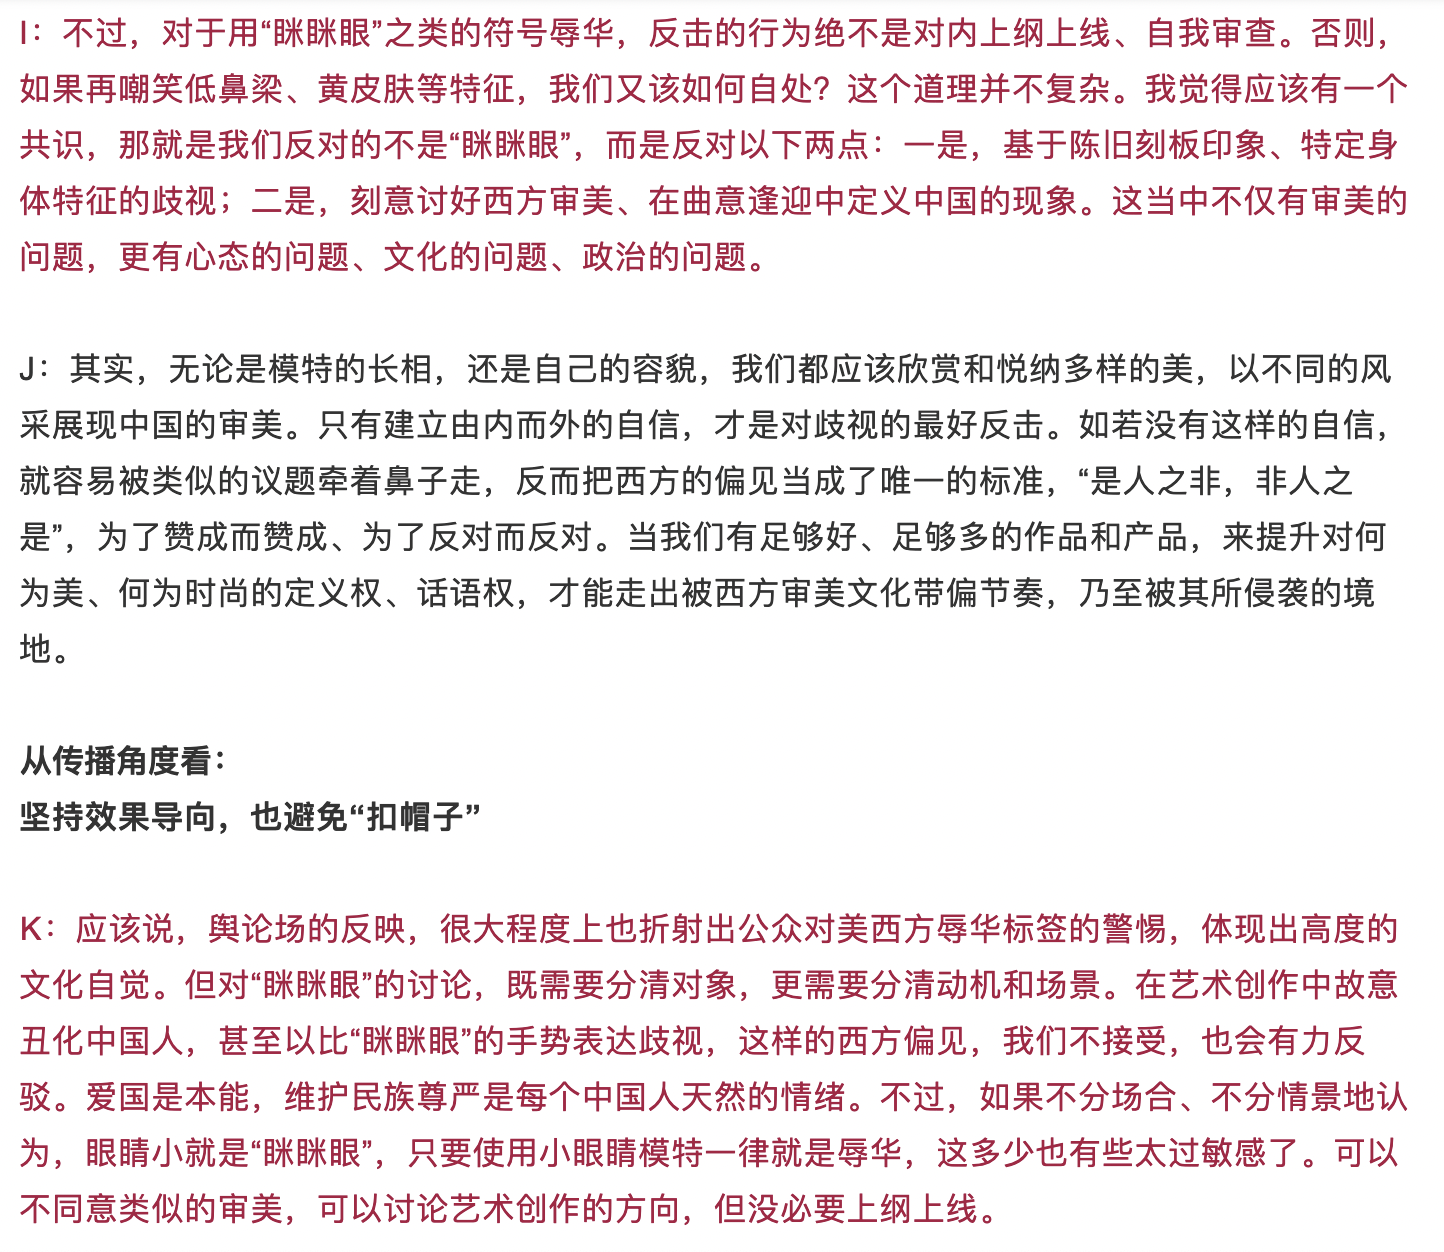 I：不过，对于用“眯眯眼”之类的符号辱华，反击的行为绝不是对内上纲上线、自我审查。否则，
如果再嘲笑低鼻梁、黄皮肤等特征，我们又该如何自处？这个道理并不复杂。我觉得应该有一个
共识，那就是我们反对的不是“眯眯眼”，而是反对以下两点：一是，基于陈旧刻板印象、特定身
体特征的歧视；二是，刻意讨好西方审美、在曲意逢迎中定义中国的现象。这当中不仅有审美的
问题，更有心态的问题、文化的问题、政治的问题。
J：其实，无论是模特的长相，还是自己的容貌，我们都应该欣赏和悦纳多样的美，以不同的风
采展现中国的审美。只有建立由内而外的自信，才是对歧视的最好反击。如若没有这样的自信，
就容易被类似的议题牵着鼻子走，反而把西方的偏见当成了唯一的标准，“是人之非，非人之
是”，为了赞成而赞成、为了反对而反对。当我们有足够好、足够多的作品和产品，来提升对何
为美、何为时尚的定义权、话语权，才能走出被西方审美文化带偏节奏，乃至被其所侵袭的境
地。
从传播角度看：
坚持效果导向，也避免“扣帽子”
K：应该说，舆论场的反映，很大程度上也折射出公众对美西方辱华标签的警惕，体现出高度的
文化自觉。但对“眯眯眼”的讨论，既需要分清对象，更需要分清动机和场景。在艺术创作中故意
丑化中国人，甚至以比“眯眯眼”的手势表达歧视，这样的西方偏见，我们不接受，也会有力反
驳。爱国是本能，维护民族尊严是每个中国人天然的情绪。不过，如果不分场合、不分情景地认
为，眼睛小就是“眯眯眼”，只要使用小眼睛模特一律就是辱华，这多少也有些太过敏感了。可以
不同意类似的审美，可以讨论艺术创作的方向，但没必要上纲上线。